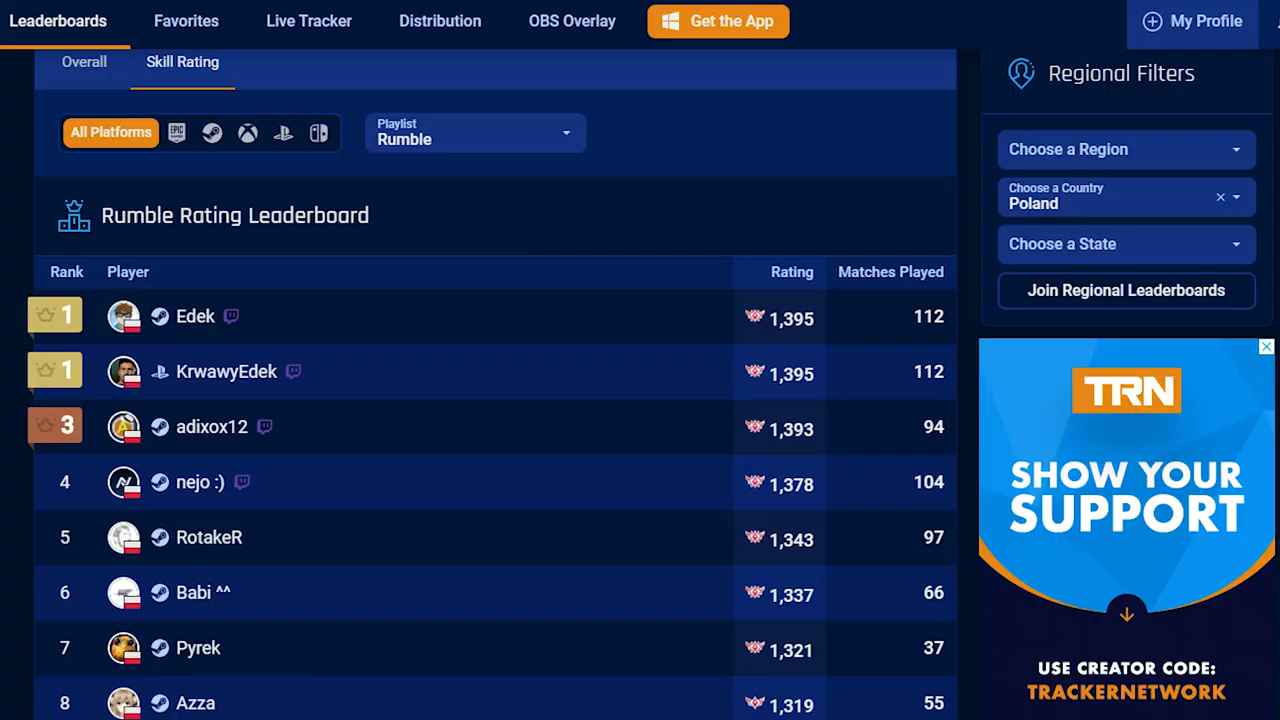 Leaderboards Favorites Live Tracker Distribution OBS Overlay Get the App My Profile
Overall Skill Rating
All Platforms EPIC GAMES
Playlist
Rumble
Rumble Rating Leaderboard
Rank Player Rating Matches Played
1 Edek 1,395 112
1 KrwawyEdek 1,395 112
3 adixox12 1,393 94
4 nejo :) 1,378 104
5 RotakeR 1,343 97
6 Babi ^^ 1,337 66
7 Pyrek 1,321 37
8 Azza 1,319 55
Regional Filters
Choose a Region
Choose a Country
Poland
Choose a State
Join Regional Leaderboards
TRN
SHOW YOUR
SUPPORT
USE CREATOR CODE:
TRACKERNETWORK